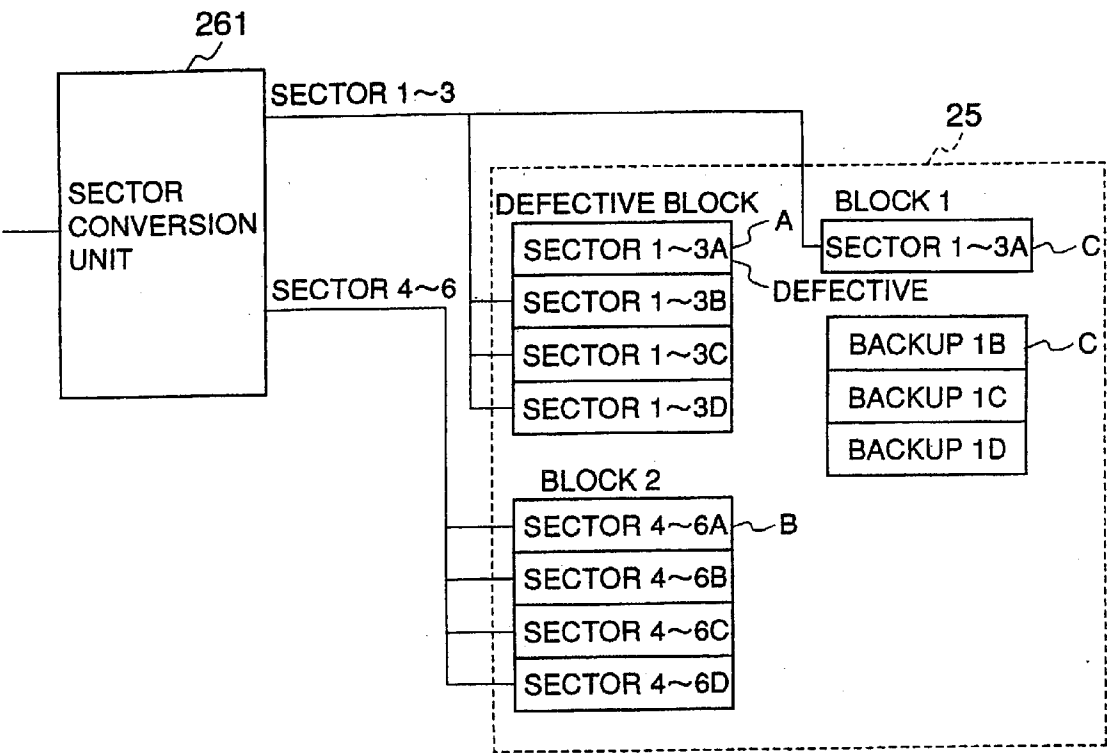 261
SECTOR 1~3
25
SECTOR
CONVERSION
UNIT
DEFECTIVE BLOCK
A
BLOCK 1
SECTOR 1~3A
SECTOR 1~3A
C
DEFECTIVE
SECTOR 4~6
SECTOR 1~3B
SECTOR 1~3C
SECTOR 1~3D
BACKUP 1B
C
BACKUP 1C
BACKUP 1D
BLOCK 2
SECTOR 4~6A
B
SECTOR 4~6B
SECTOR 4~6C
SECTOR 4~6D